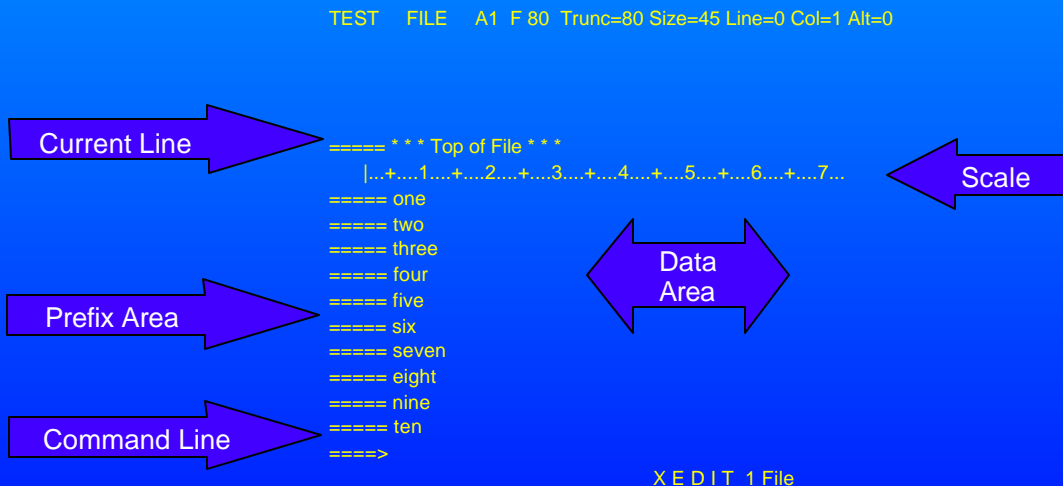 TEST FILE A1 F 80 Trunc=80 Size=45 Line=0 Col=1 Alt=0
Current Line
===== * * * Top of File * * *
|...+....1....+....2....+....3....+....4....+....5....+....6....+....7...
Scale
===== one
===== two
===== three
===== four
Data
Area
===== five
Prefix Area
===== six
===== seven
===== eight
===== nine
===== ten
Command Line
====>
X E D I T 1 File